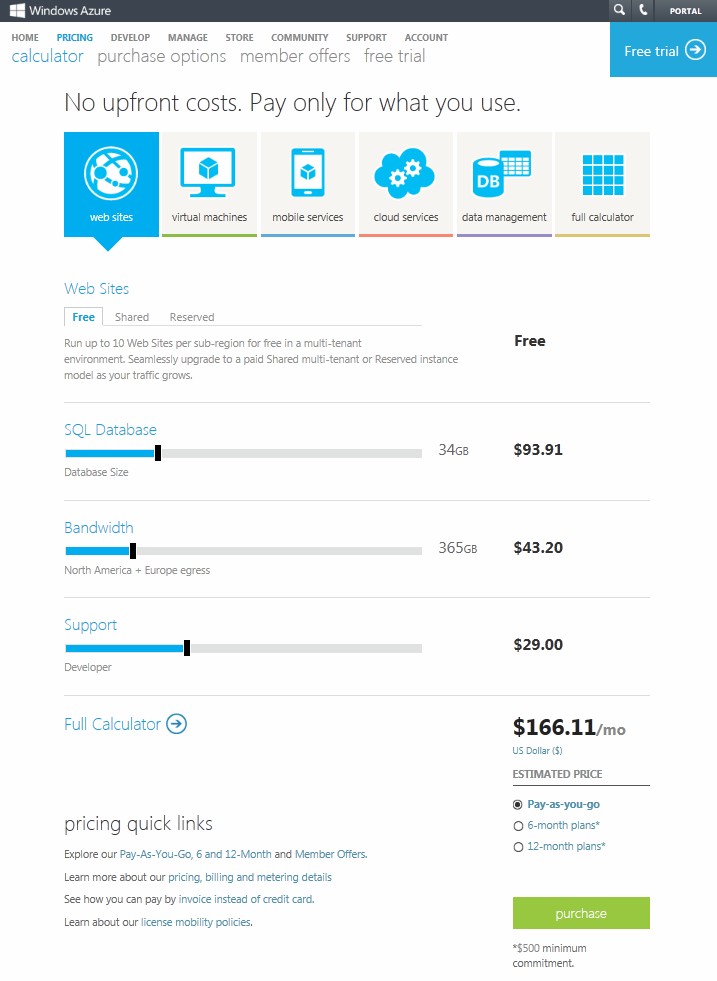 Windows Azure
PORTAL
HOME PRICING DEVELOP MANAGE STORE COMMUNITY SUPPORT ACCOUNT
calculator purchase options member offers free trial
Free trial
No upfront costs. Pay only for what you use.
web sites
virtual machines
mobile services
cloud services
DB
data management
full calculator
Web Sites
Free Shared Reserved
Run up to 10 Web Sites per sub-region for free in a multi-tenant
environment. Seamlessly upgrade to a paid Shared multi-tenant or Reserved instance
model as your traffic grows.
Free
SQL Database
34GB $93.91
Database Size
Bandwidth
365GB $43.20
North America + Europe egress
Support
$29.00
Developer
Full Calculator
$166.11/mo
US Dollar ($)
ESTIMATED PRICE
Pay-as-you-go
6-month plans*
12-month plans*
pricing quick links
Explore our Pay-As-You-Go, 6 and 12-Month and Member Offers.
Learn more about our pricing, billing and metering details
See how you can pay by invoice instead of credit card.
Learn about our license mobility policies.
purchase
*$500 minimum
commitment.